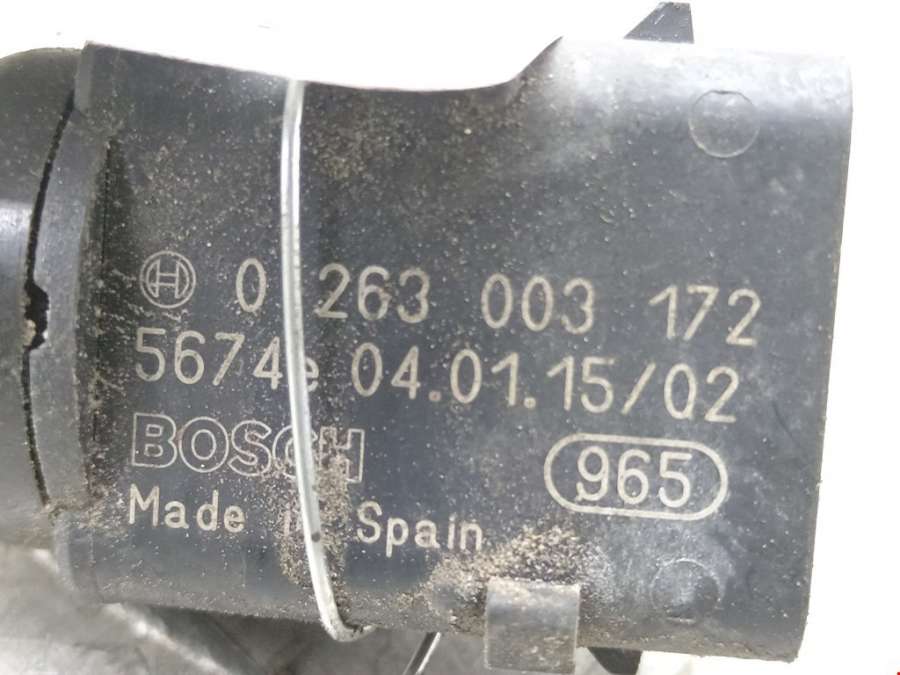 0 263 003 172
5674e 04.01.15/02
BOSCH
965
Made in Spain